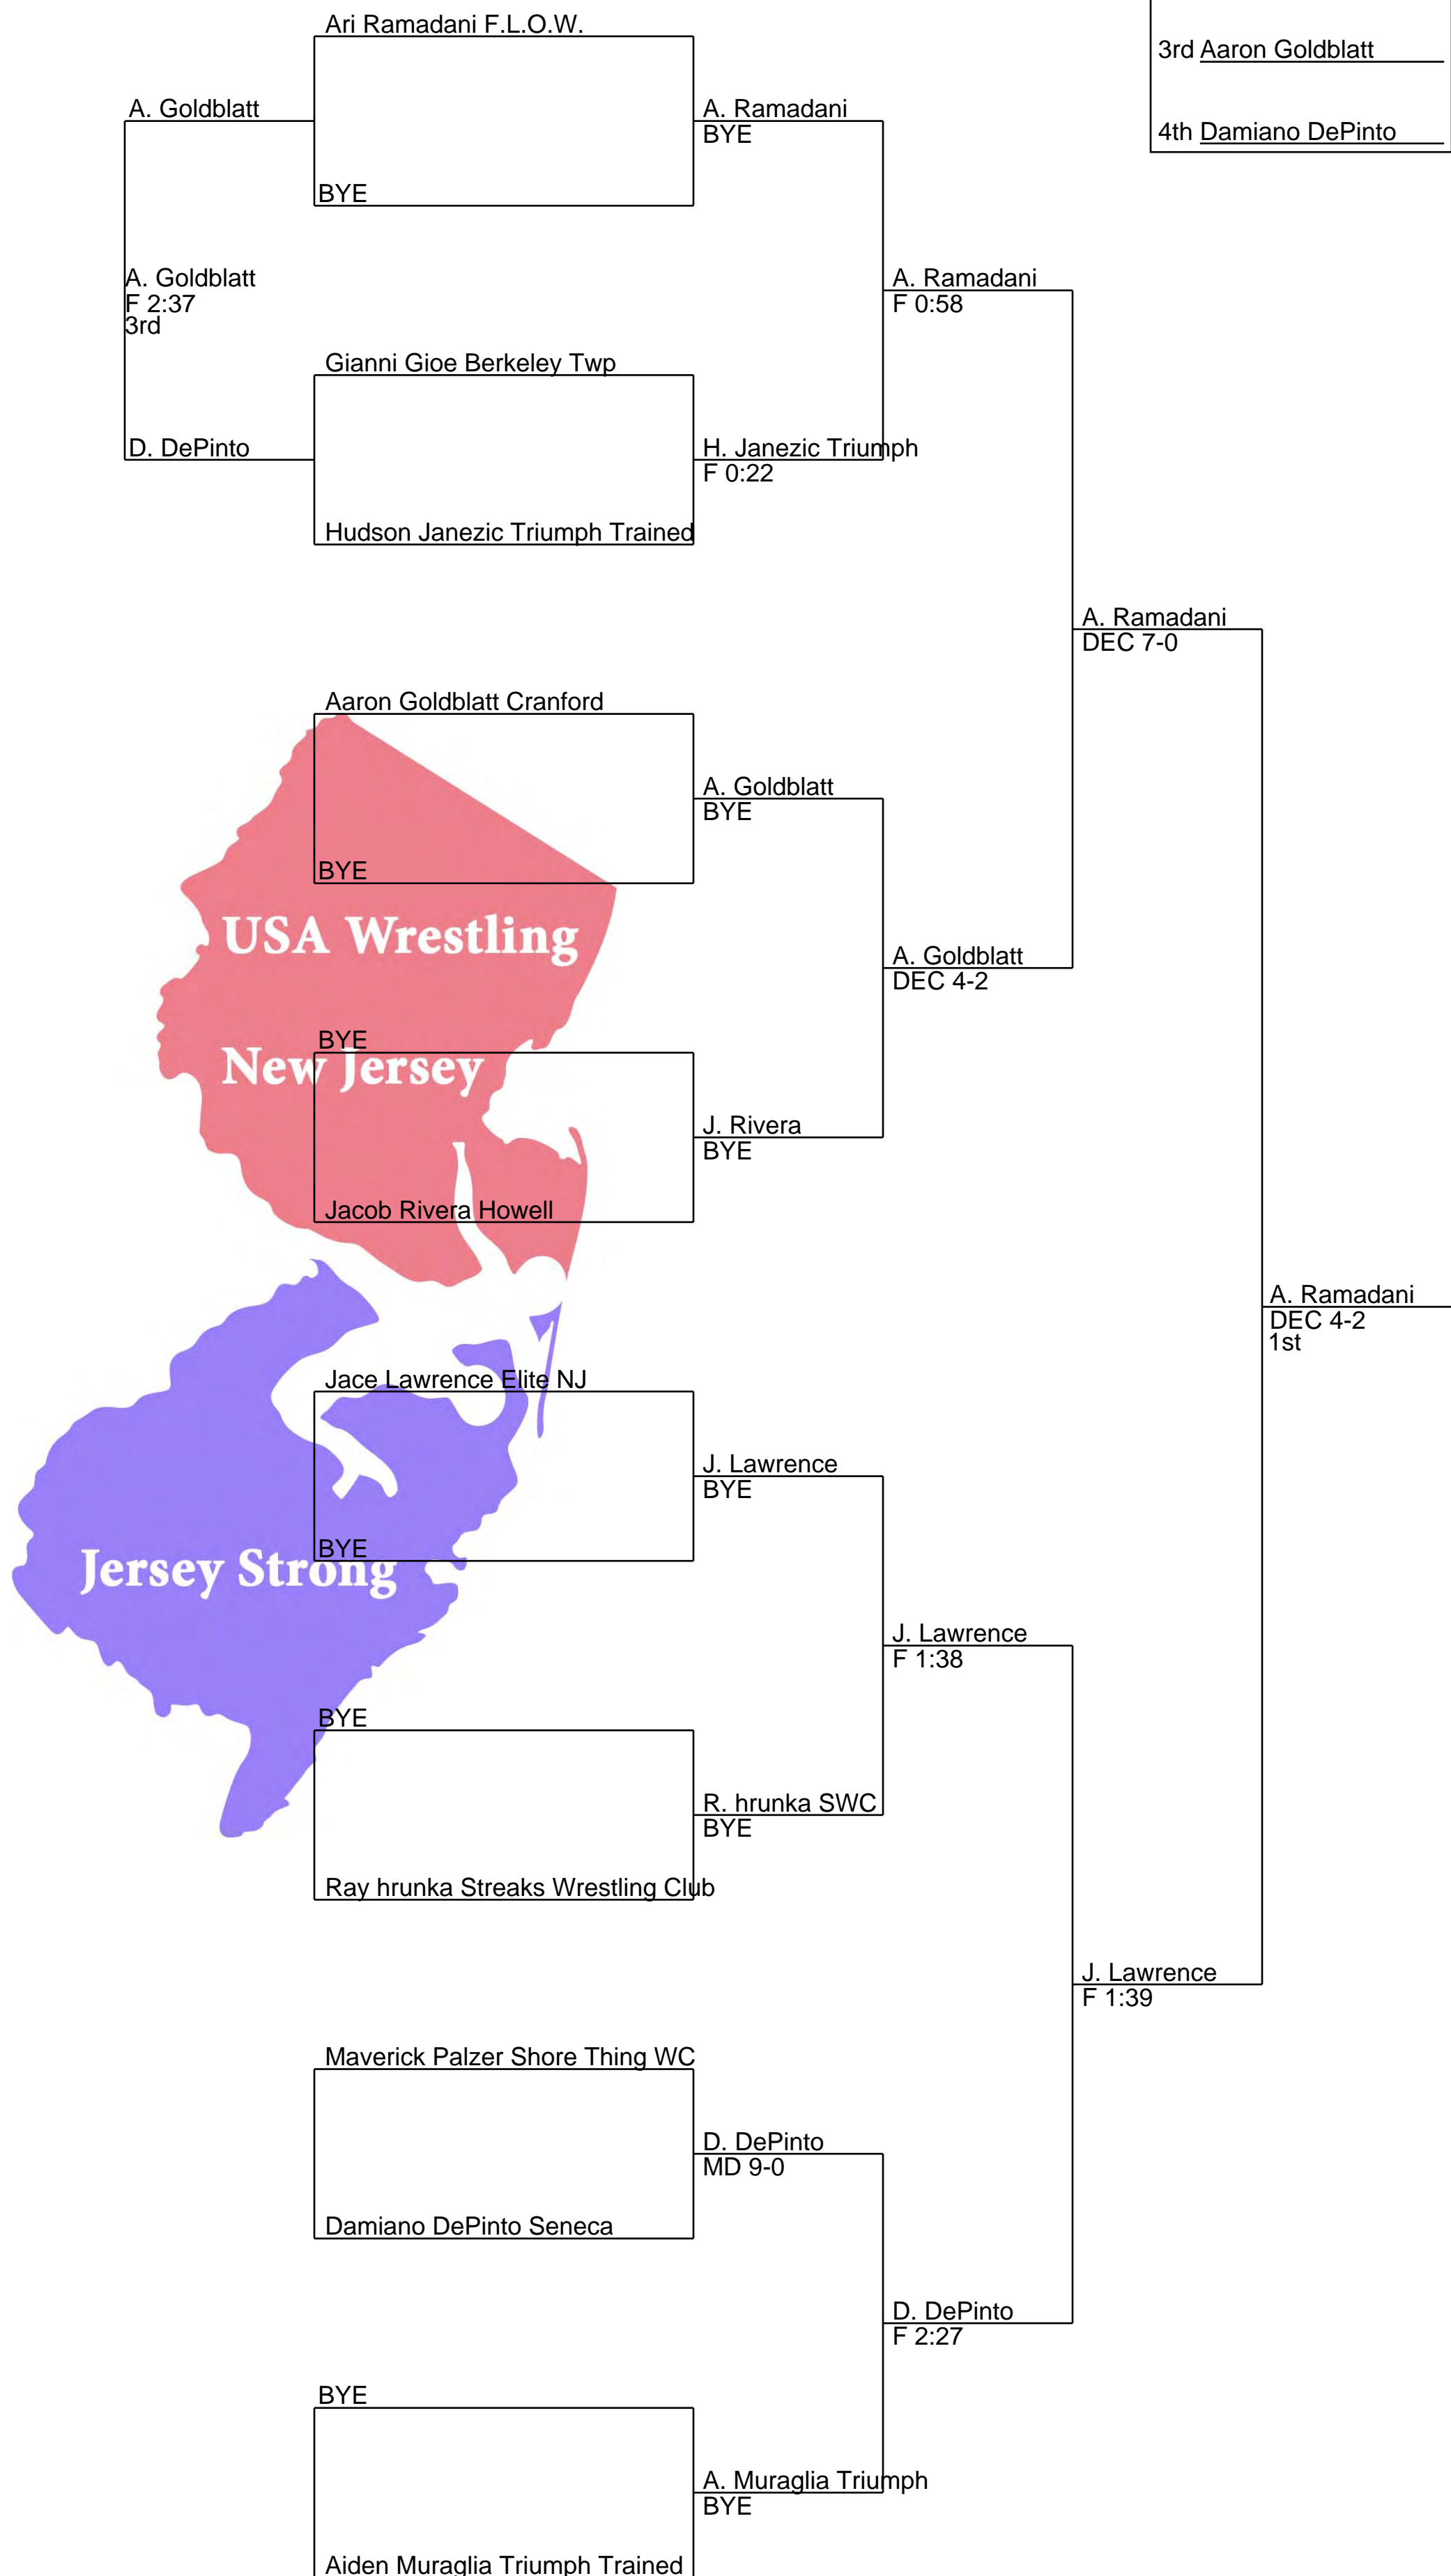 Ari Ramadani F.L.O.W.
3rd Aaron Goldblatt
A. Goldblatt
A. Ramadani
BYE
4th Damiano DePinto
BYE
A. Goldblatt
F 2:37
3rd
A. Ramadani
F 0:58
Gianni Gioe Berkeley Twp
D. DePinto
H. Janezic Triumph
F 0:22
Hudson Janezic Triumph Trained
A. Ramadani
DEC 7-0
Aaron Goldblatt Cranford
A. Goldblatt
BYE
BYE
USA Wrestling
A. Goldblatt
DEC 4-2
BYE
New Jersey
J. Rivera
BYE
Jacob Rivera Howell
A. Ramadani
DEC 4-2
1st
Jace Lawrence Elite NJ
J. Lawrence
BYE
BYE
Jersey Strong
J. Lawrence
F 1:38
BYE
R. hrunka SWC
BYE
Ray hrunka Streaks Wrestling Club
J. Lawrence
F 1:39
Maverick Palzer Shore Thing WC
D. DePinto
MD 9-0
Damiano DePinto Seneca
D. DePinto
F 2:27
BYE
A. Muraglia Triumph
BYE
Aiden Muraglia Triumph Trained